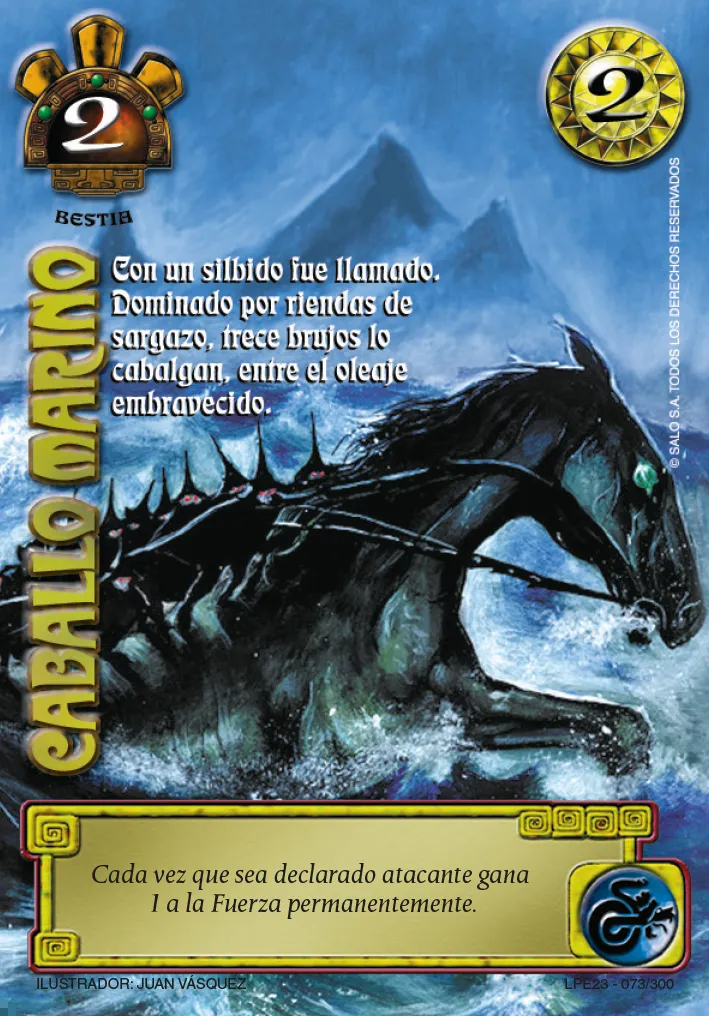 2
2
BESTIA
CABALLO MARINO
Con un silbido fue llamado.
Dominado por riendas de
sargazo, trece brujos lo
cabalgan, entre el oleaje
embravecido.
© SALO S.A. TODOS LOS DERECHOS RESERVADOS
Cada vez que sea declarado atacante gana
1 a la Fuerza permanentemente.
ILUSTRADOR: JUAN VÁSQUEZ
LPE23 - 073/300